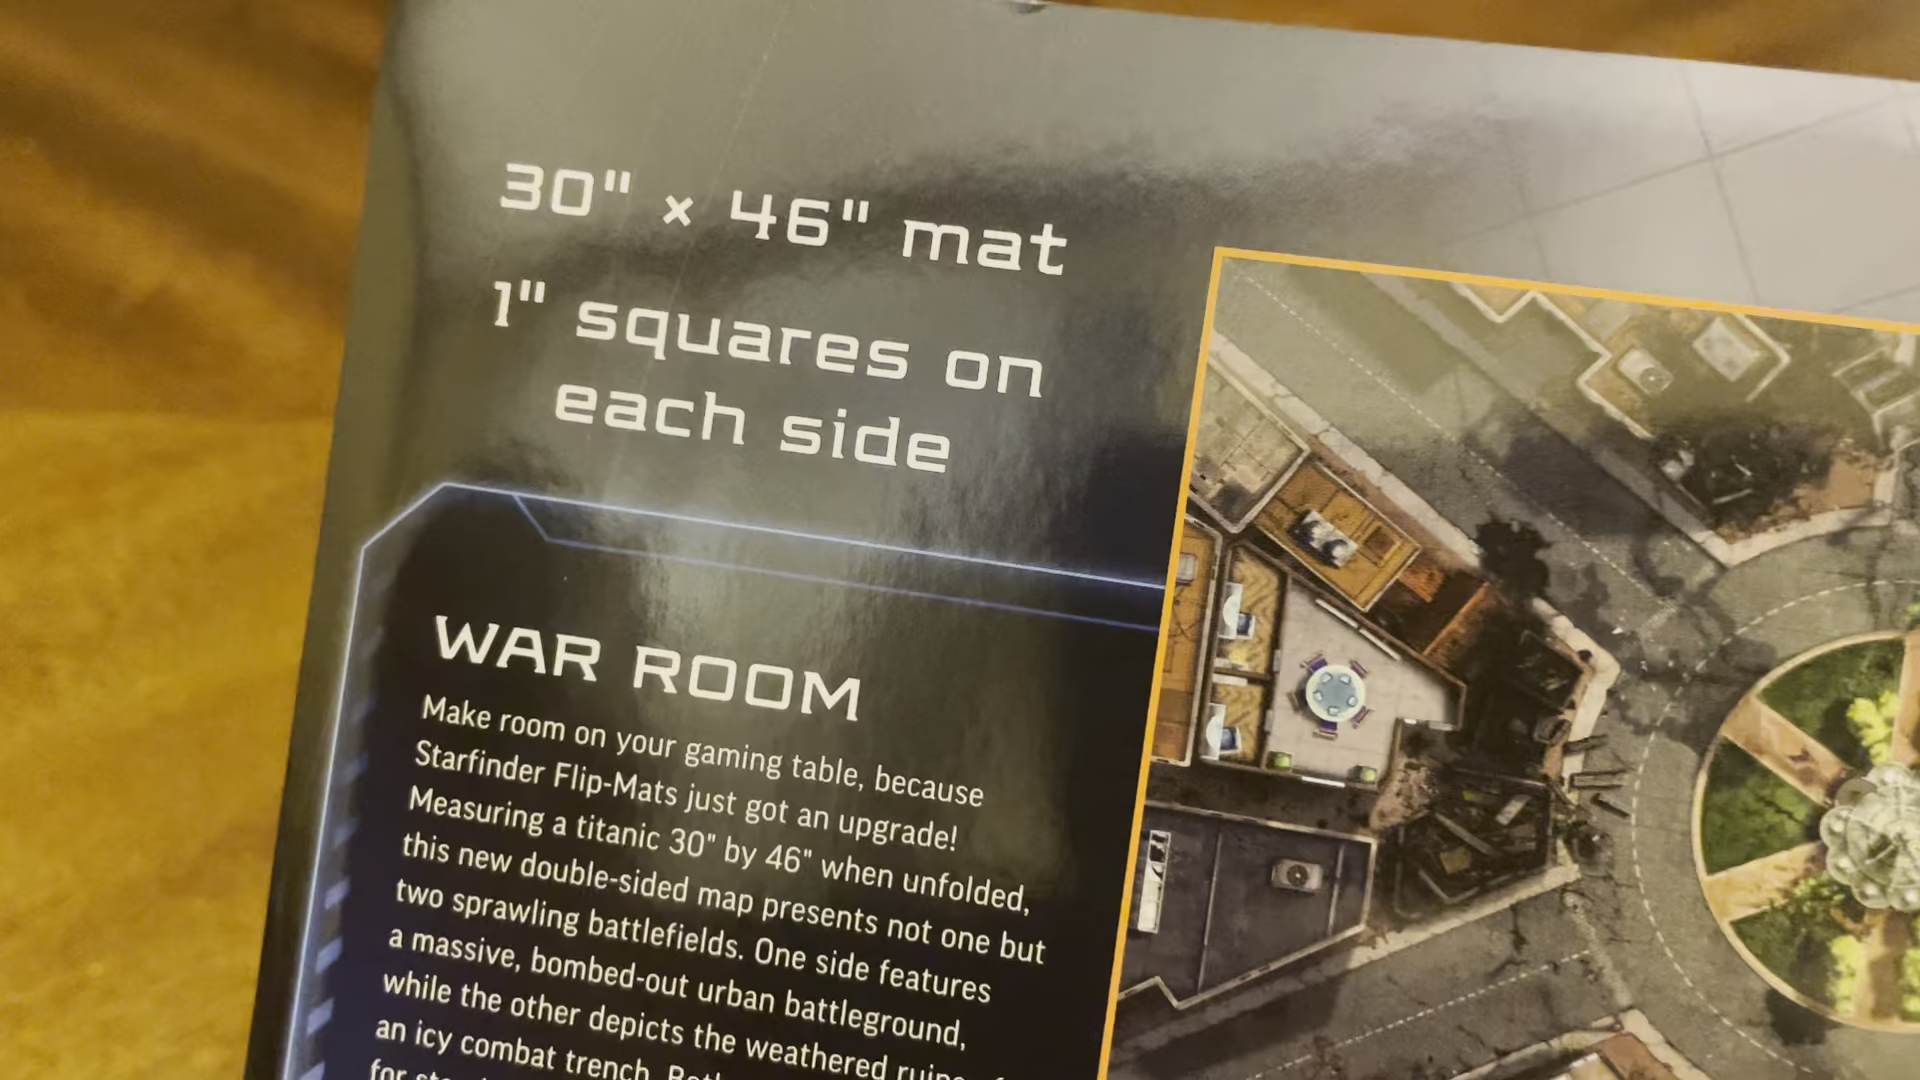 30" × 46" mat
1" squares on
each side
WAR ROOM
Make room on your gaming table, because
Starfinder Flip-Mats just got an upgrade!
Measuring a titanic 30" by 46" when unfolded,
this new double-sided map presents not one but
two sprawling battlefields. One side features
a massive, bombed-out urban battleground,
while the other depicts the weathered
an icy combat trench.
for